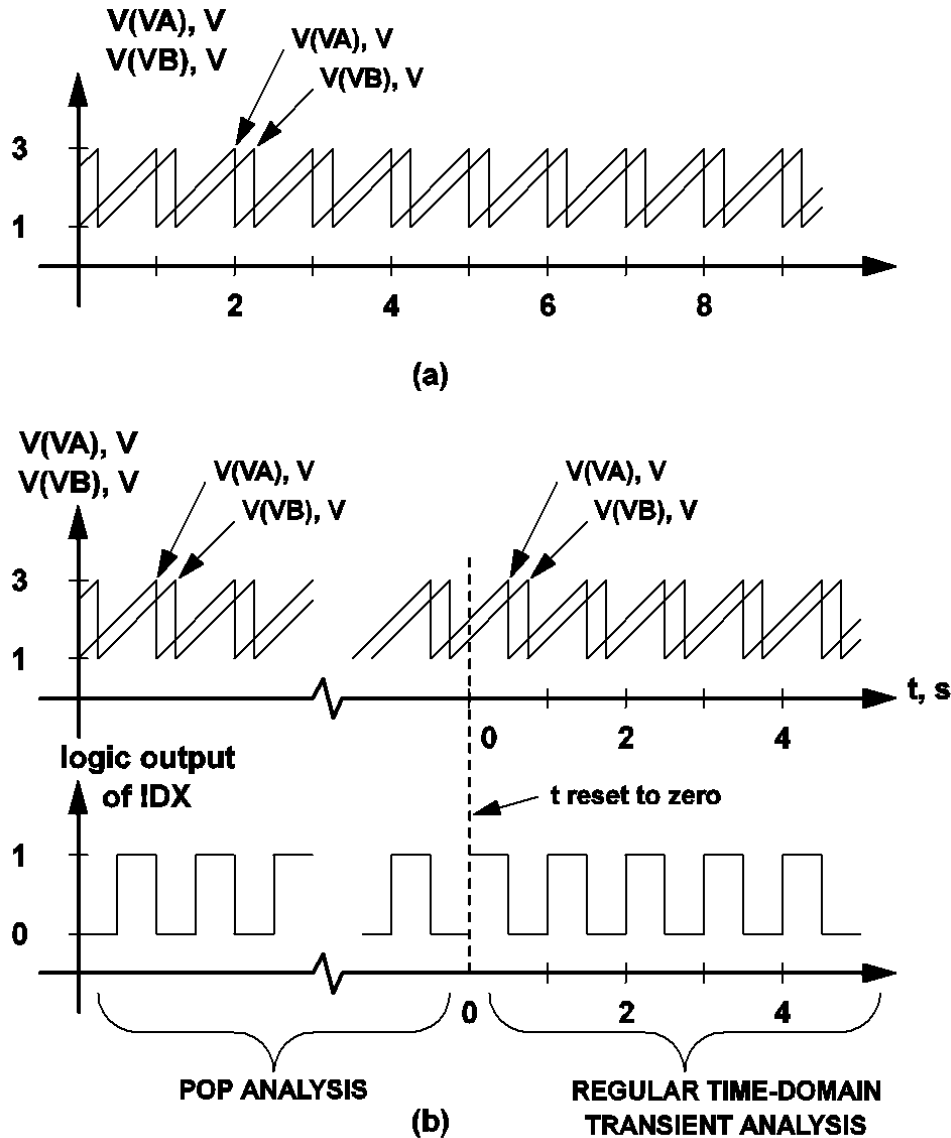 V(VA), V
V(VB), V
V(VA), V
V(VB), V
3
1
2 4 6 8
(a)
V(VA), V
V(VB), V
V(VA), V
V(VB), V
V(VA), V
V(VB), V
3
1
t, s
0 2 4
logic output
of IDX
t reset to zero
1
0
0 2 4
POP ANALYSIS
REGULAR TIME-DOMAIN
TRANSIENT ANALYSIS
(b)